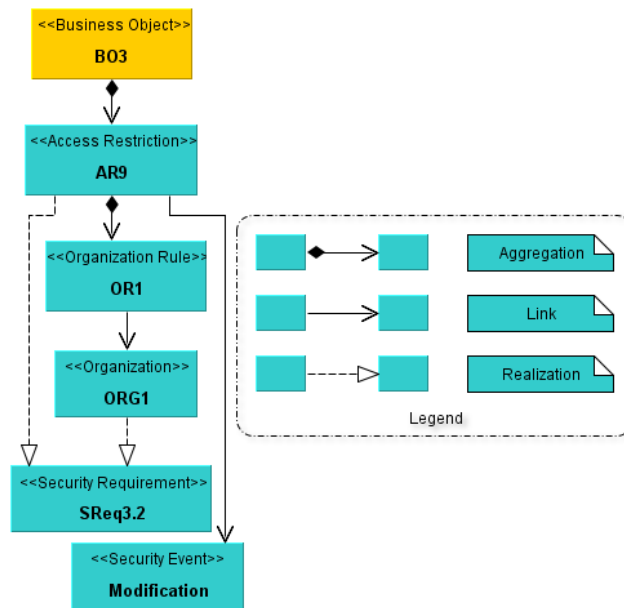 <<Business Object>>
BO3
<<Access Restriction>>
AR9
<<Organization Rule>>
OR1
<<Organization>>
ORG1
<<Security Requirement>>
SReq3.2
<<Security Event>>
Modification
Aggregation
Link
Realization
Legend